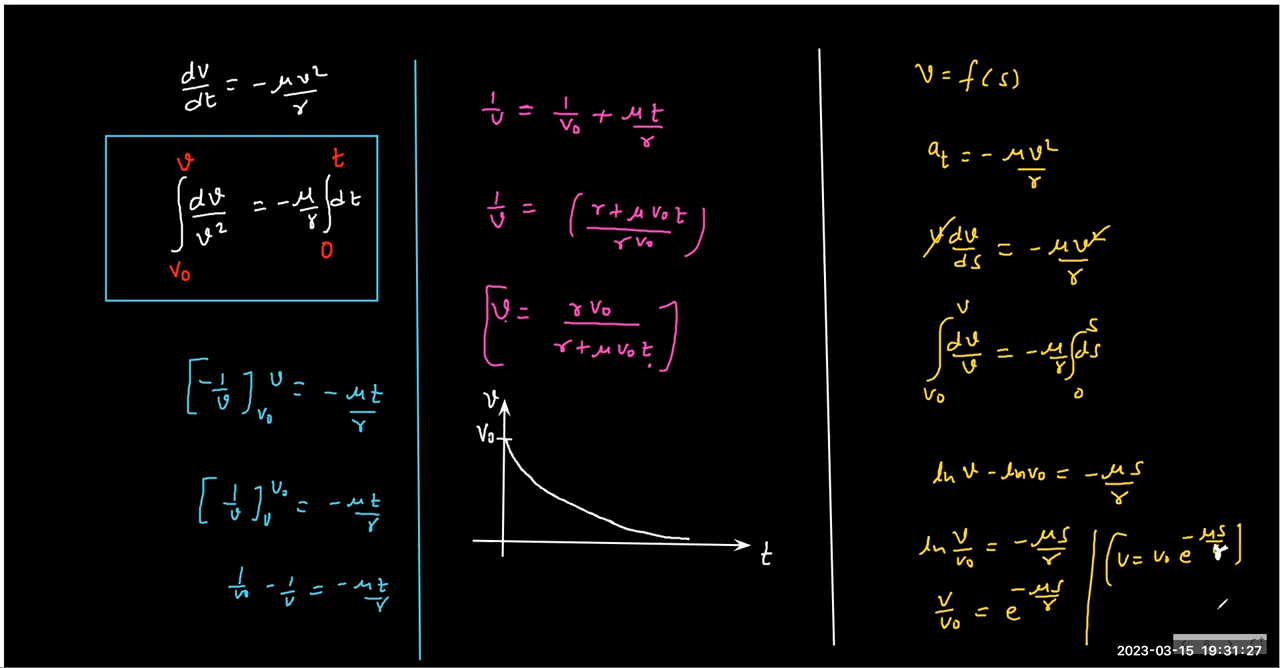 dv/dt = - μv²/r
∫_{v₀}^{v} dv/v² = - μ/r ∫_{0}^{t} dt
[-1/v]_{v₀}^{v} = - μt/r
[1/v]_{v}^{v₀} = - μt/r
1/v₀ - 1/v = - μt/r
1/v = 1/v₀ + μt/r
1/v = (r + μv₀t / rv₀)
[v = rv₀ / r + μv₀t]
v
v₀
t
v = f(s)
a_t = - μv²/r
v dv/ds = - μv²/r
∫_{v₀}^{v} dv/v = - μ/r ∫_{0}^{s} ds
ln v - ln v₀ = - μs/r
ln v/v₀ = - μs/r
v/v₀ = e^{-μs/r}
[v = v₀ e^{-μs/r}]
2023-03-15 19:31:27